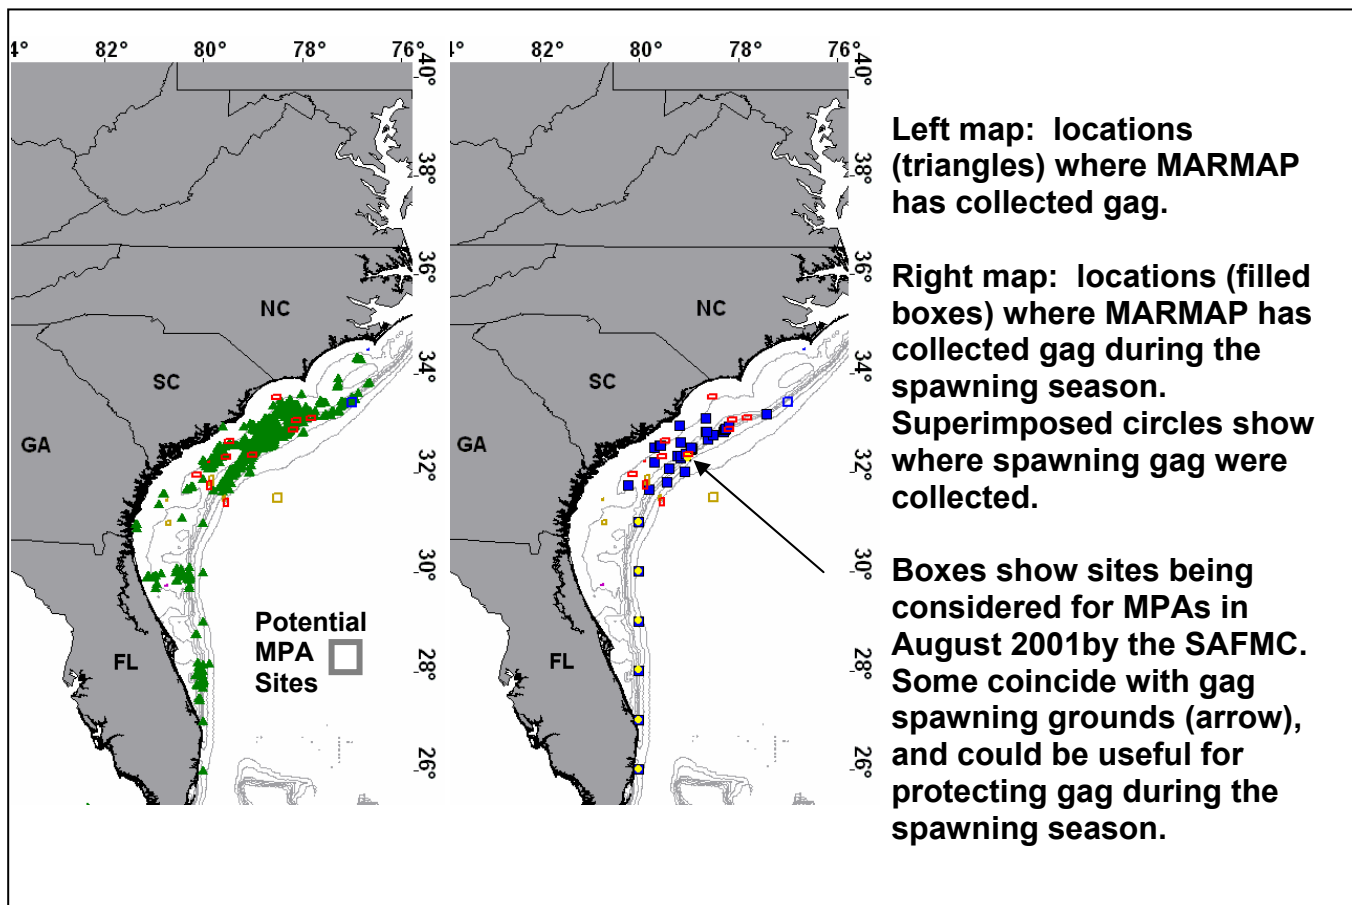 4° 82° 80° 78° 76°
40°
38°
36°
34°
32°
30°
28°
26°
NC
SC
GA
FL
Potential
MPA
Sites
4° 82° 80° 78° 76°
40°
38°
36°
34°
32°
30°
28°
26°
NC
SC
GA
FL
Left map: locations
(triangles) where MARMAP
has collected gag.
Right map: locations (filled
boxes) where MARMAP has
collected gag during the
spawning season.
Superimposed circles show
where spawning gag were
collected.
Boxes show sites being
considered for MPAs in
August 2001by the SAFMC.
Some coincide with gag
spawning grounds (arrow),
and could be useful for
protecting gag during the
spawning season.